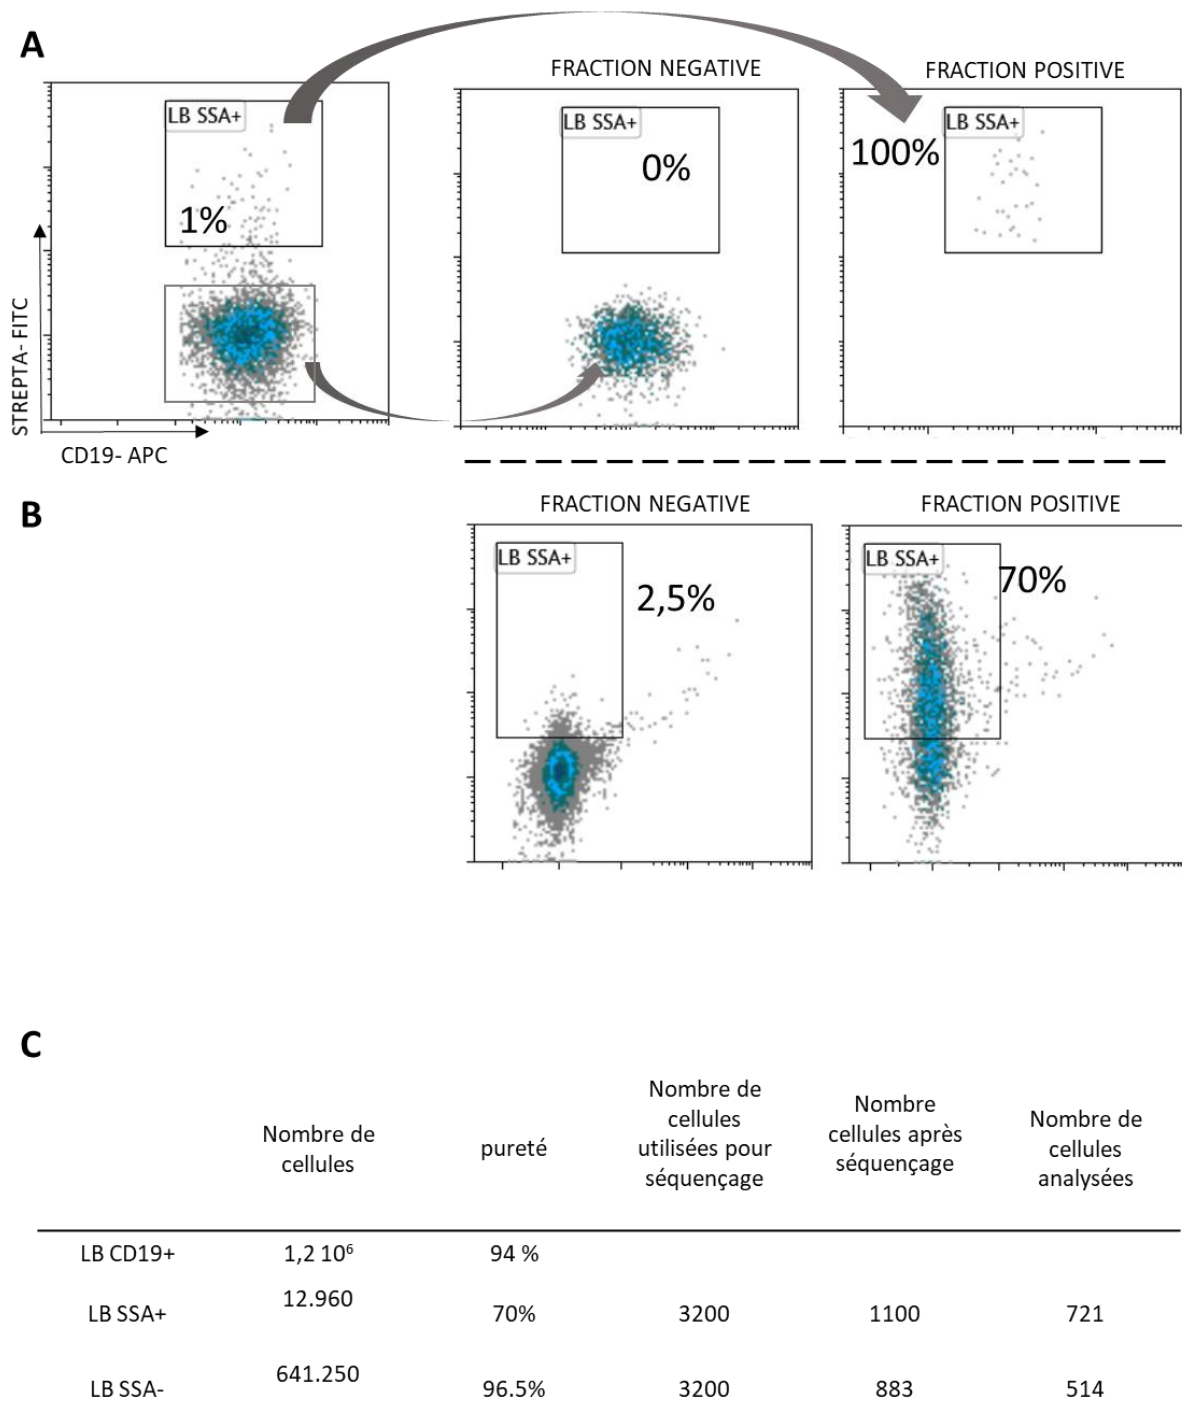 A
FRACTION NEGATIVE
FRACTION POSITIVE
LB SSA+
1%
LB SSA+
0%
LB SSA+
100%
STREPTA- FITC
CD19- APC
B
FRACTION NEGATIVE
FRACTION POSITIVE
LB SSA+
2,5%
LB SSA+
70%
C
Nombre de
cellules
pureté
Nombre de
cellules
utilisées pour
séquençage
Nombre
cellules après
séquençage
Nombre de
cellules
analysées
LB CD19+ 1,2 10⁶ 94 %
LB SSA+ 12.960 70% 3200 1100 721
LB SSA- 641.250 96.5% 3200 883 514